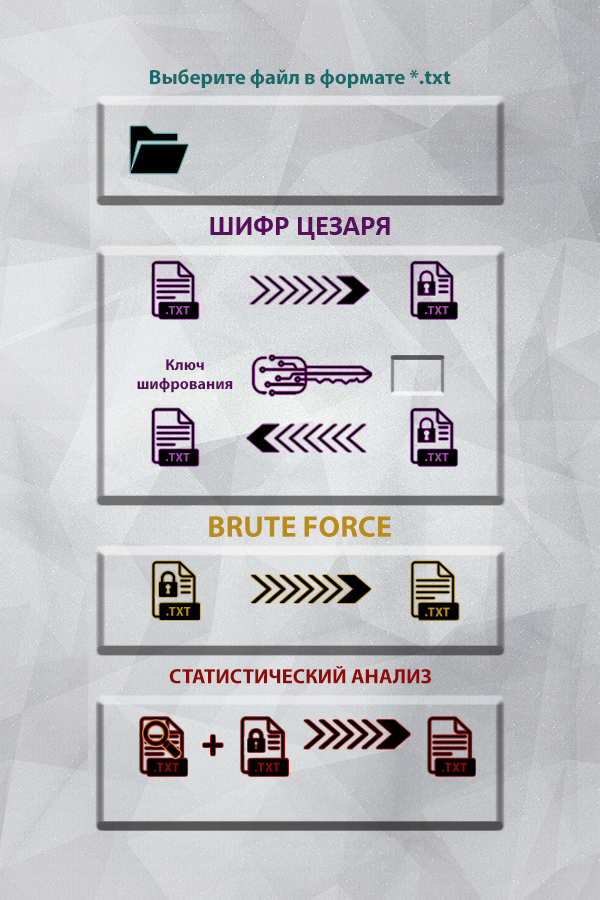 Выберите файл в формате *.txt
ШИФР ЦЕЗАРЯ
.TXT
.TXT
Ключ
шифрования
.TXT
.TXT
BRUTE FORCE
.TXT
.TXT
СТАТИСТИЧЕСКИЙ АНАЛИЗ
.TXT
+
.TXT
.TXT